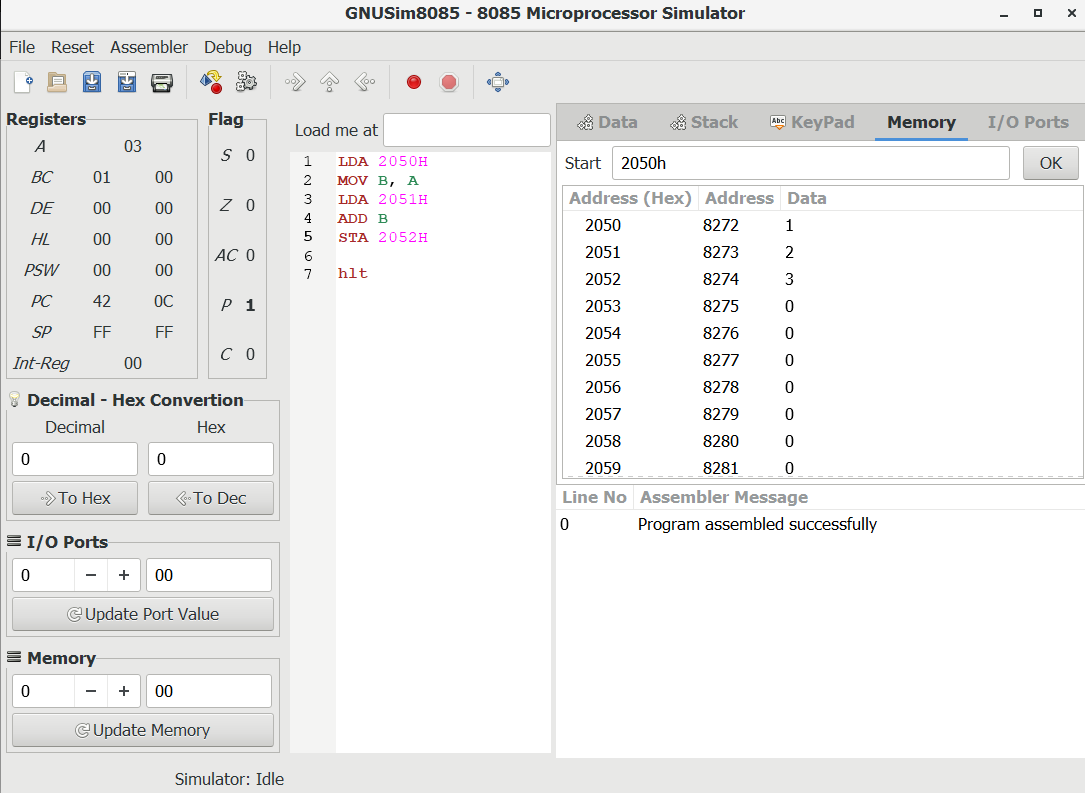 GNUSim8085 - 8085 Microprocessor Simulator
File Reset Assembler Debug Help
Registers
A 03
BC 01 00
DE 00 00
HL 00 00
PSW 00 00
PC 42 0C
SP FF FF
Int-Reg 00
Flag
S 0
Z 0
AC 0
P 1
C 0
Decimal - Hex Convertion
Decimal Hex
0 0
To Hex To Dec
I/O Ports
0 − + 00
Update Port Value
Memory
0 − + 00
Update Memory
Load me at
1 LDA 2050H
2 MOV B, A
3 LDA 2051H
4 ADD B
5 STA 2052H
6
7 hlt
Data Stack Abc KeyPad Memory I/O Ports
Start 2050h OK
Address (Hex) Address Data
2050 8272 1
2051 8273 2
2052 8274 3
2053 8275 0
2054 8276 0
2055 8277 0
2056 8278 0
2057 8279 0
2058 8280 0
2059 8281 0
Line No Assembler Message
0 Program assembled successfully
Simulator: Idle